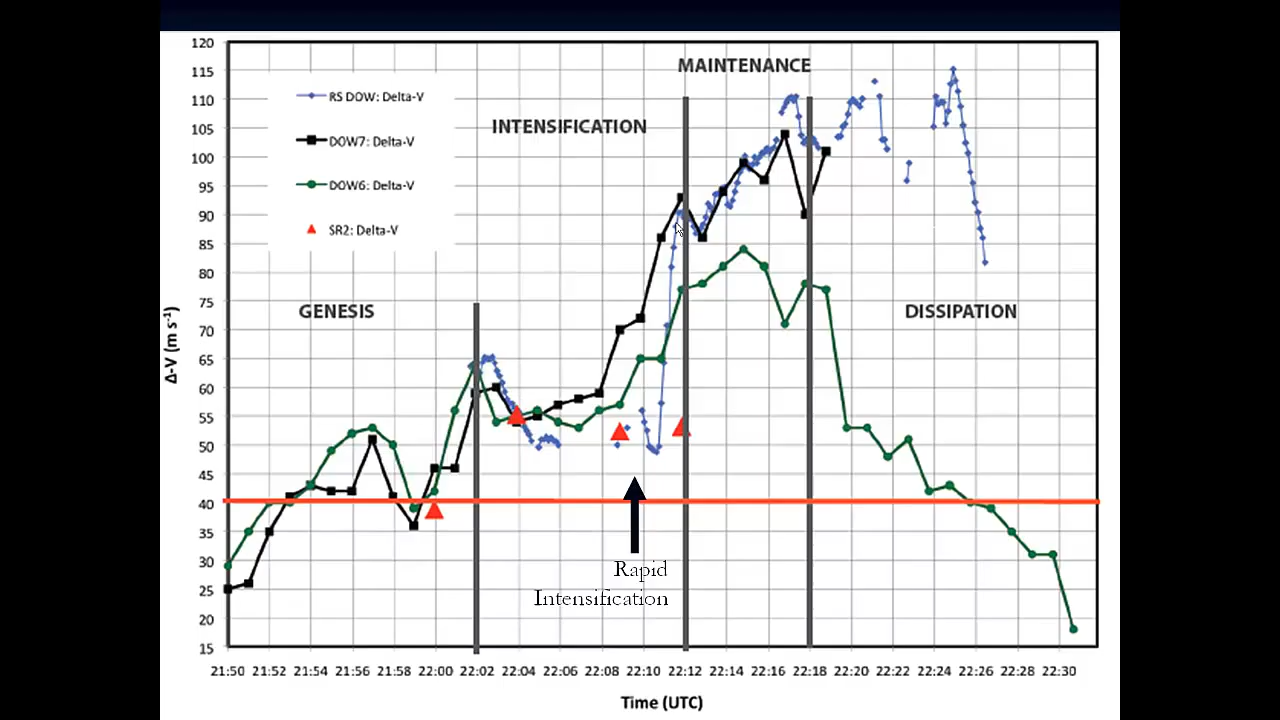 120
115
110
105
100
95
90
85
80
75
70
65
60
55
50
45
40
35
30
25
20
15
Δ-V (m s⁻¹)
MAINTENANCE
INTENSIFICATION
GENESIS
DISSIPATION
RS DOW: Delta-V
DOW7: Delta-V
DOW6: Delta-V
SR2: Delta-V
Rapid
Intensification
21:50 21:52 21:54 21:56 21:58 22:00 22:02 22:04 22:06 22:08 22:10 22:12 22:14 22:16 22:18 22:20 22:22 22:24 22:26 22:28 22:30
Time (UTC)